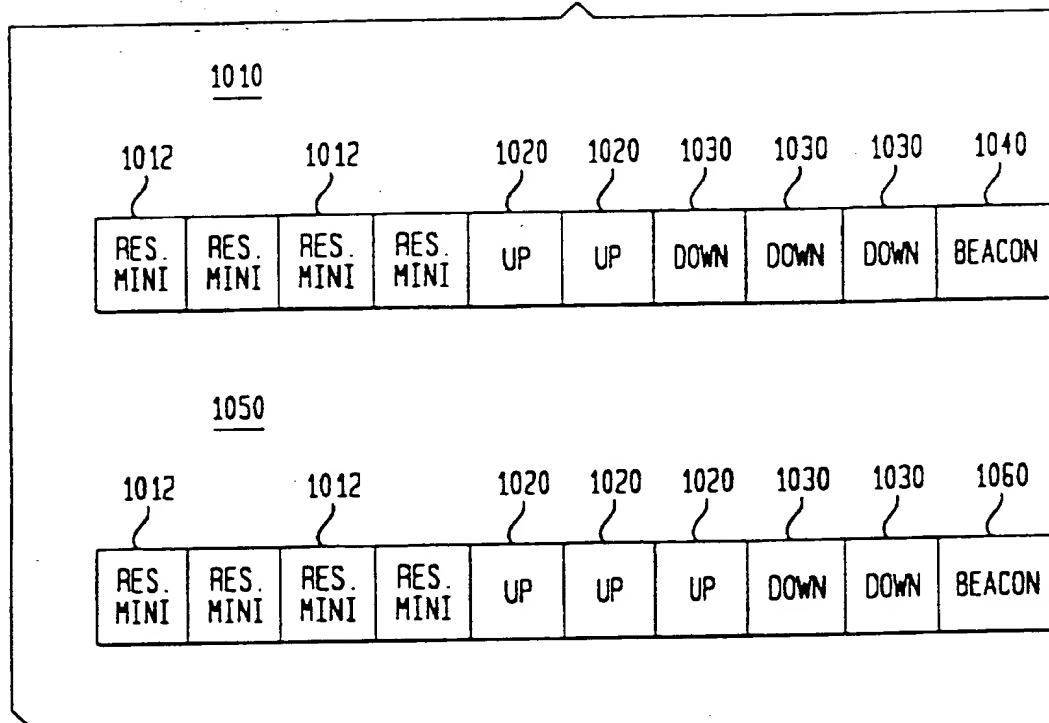 1010
1012 1012 1020 1020 1030 1030 1030 1040
RES. MINI RES. MINI RES. MINI RES. MINI UP UP DOWN DOWN DOWN BEACON
1050
1012 1012 1020 1020 1020 1030 1030 1060
RES. MINI RES. MINI RES. MINI RES. MINI UP UP UP DOWN DOWN BEACON